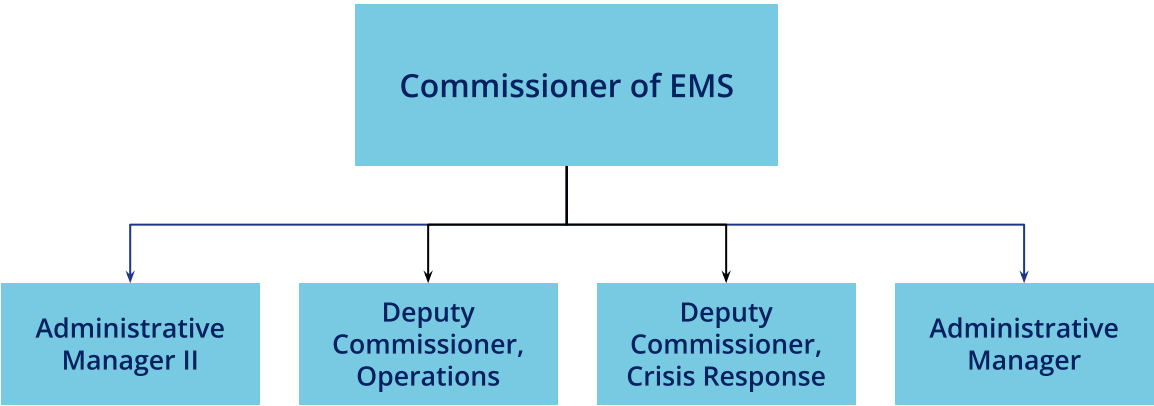 Commissioner of EMS
Administrative
Manager II
Deputy
Commissioner,
Operations
Deputy
Commissioner,
Crisis Response
Administrative
Manager